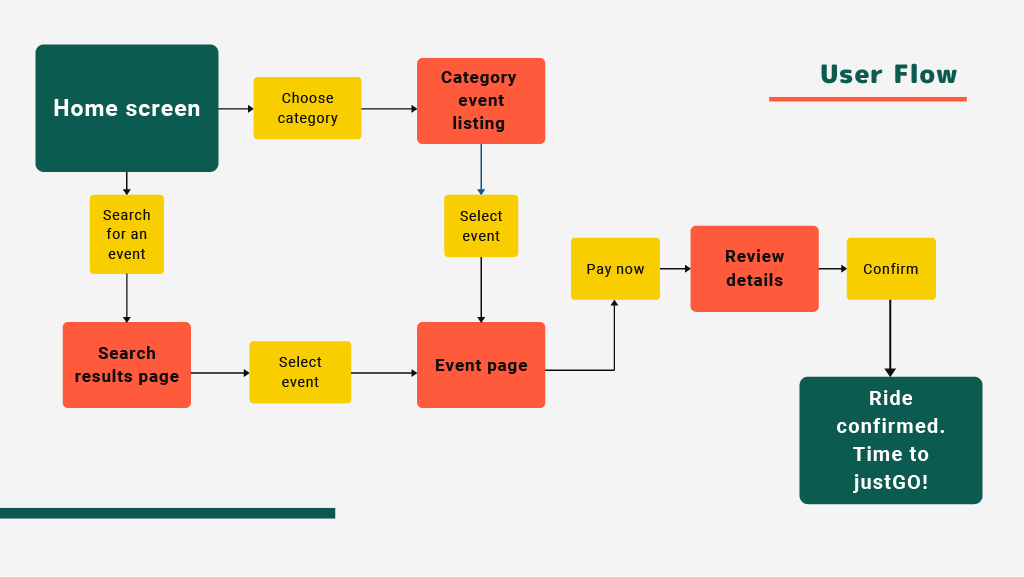 User Flow
Home screen
Choose
category
Category
event
listing
Search
for an
event
Select
event
Pay now
Review
details
Confirm
Search
results page
Select
event
Event page
Ride
confirmed.
Time to
justGO!